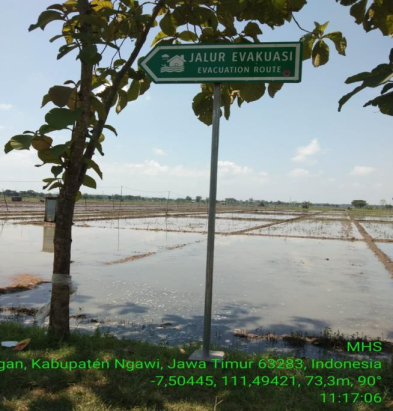 JALUR EVAKUASI
EVACUATION ROUTE
MHS
gan, Kabupaten Ngawi, Jawa Timur 63283, Indonesia
-7,50445, 111,49421, 73,3m, 90°
11:17:06